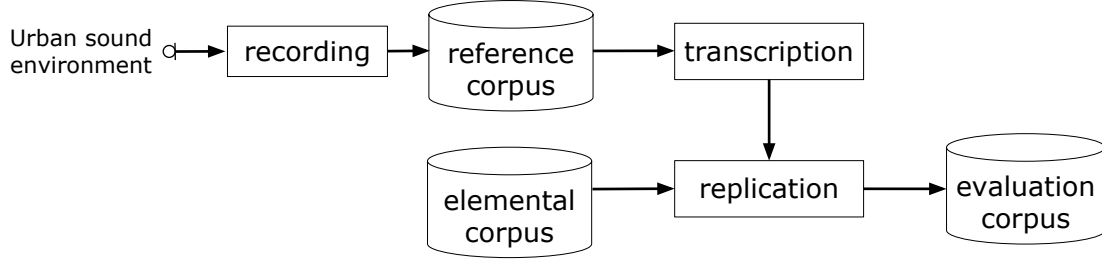 Urban sound
environment
recording
reference
corpus
transcription
elemental
corpus
replication
evaluation
corpus